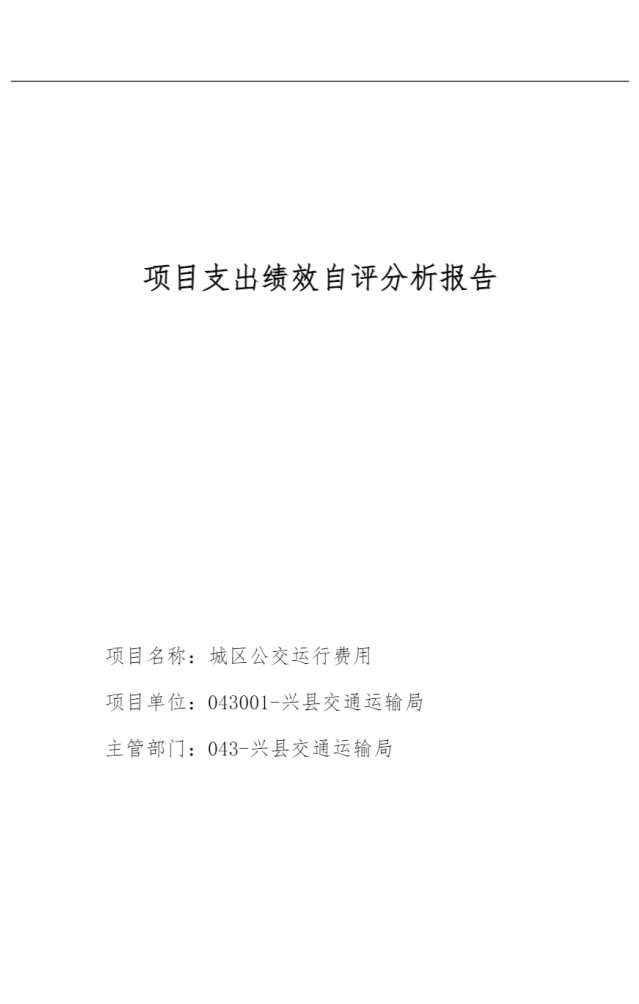 项目支出绩效自评分析报告
项目名称：城区公交运行费用
项目单位：043001-兴县交通运输局
主管部门：043-兴县交通运输局